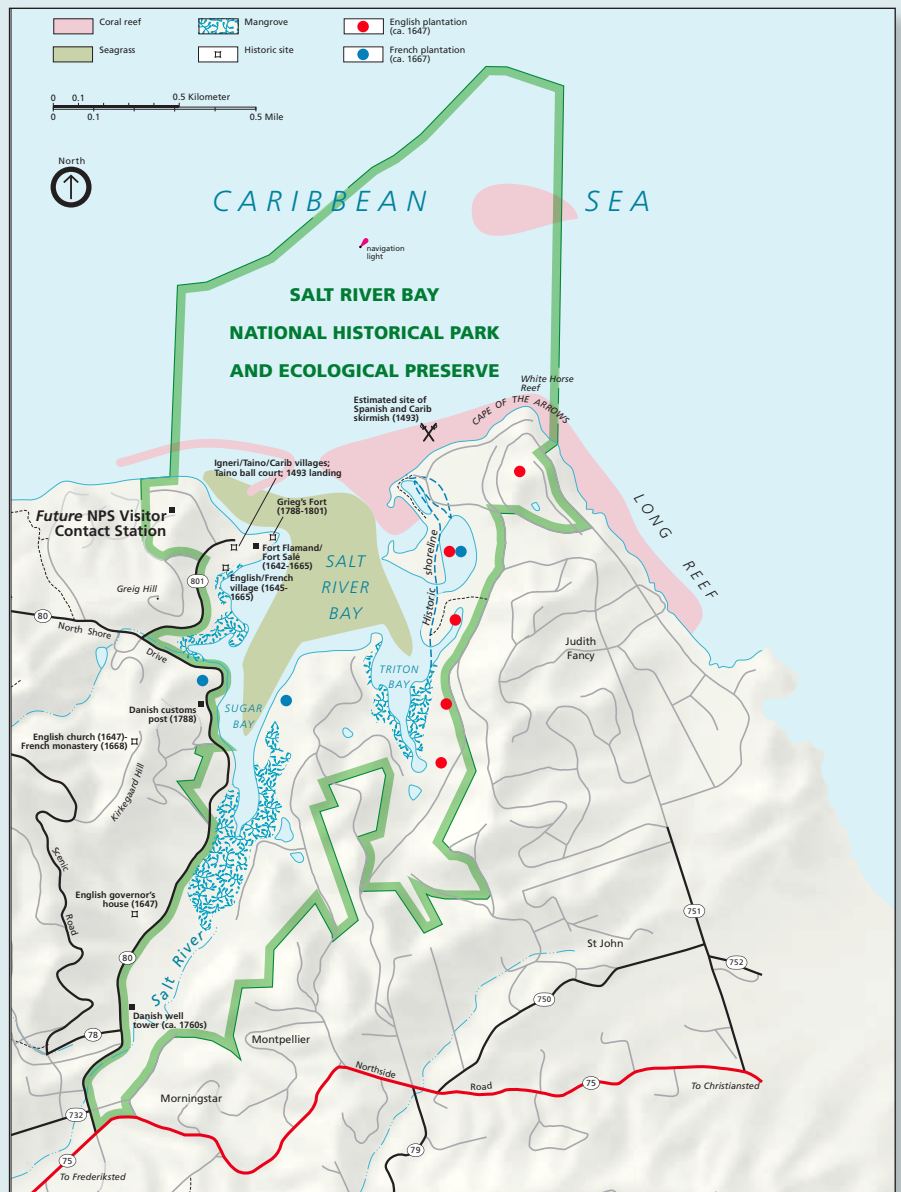 Coral reef
Seagrass
Mangrove
Historic site
English plantation
(ca. 1647)
French plantation
(ca. 1667)
0 0.1 0.5 Kilometer
0 0.1 0.5 Mile
North
CARIBBEAN SEA
navigation
light
SALT RIVER BAY
NATIONAL HISTORICAL PARK
AND ECOLOGICAL PRESERVE
White Horse
Reef
CAPE OF THE ARROWS
Estimated site of
Spanish and Carib
skirmish (1493)
Igneri/Taino/Carib villages;
Taino ball court; 1493 landing
Grieg's Fort
(1788-1801)
Future NPS Visitor
Contact Station
Fort Flamand/
Fort Salé
(1642-1665)
English/French
village (1645-
1665)
SALT
RIVER
BAY
Historic shoreline
LONG REEF
801
Greig Hill
80
North Shore
Drive
Judith
Fancy
TRITON
BAY
SUGAR
BAY
Danish customs
post (1788)
English church (1647)-
French monastery (1668)
Kirkegaard Hill
Scenic
Road
English governor's
house (1647)
80
Salt River
751
752
St John
750
Danish well
tower (ca. 1760s)
78
Montpellier
Northside
Road
75
To Christiansted
Morningstar
732
79
75
To Frederiksted